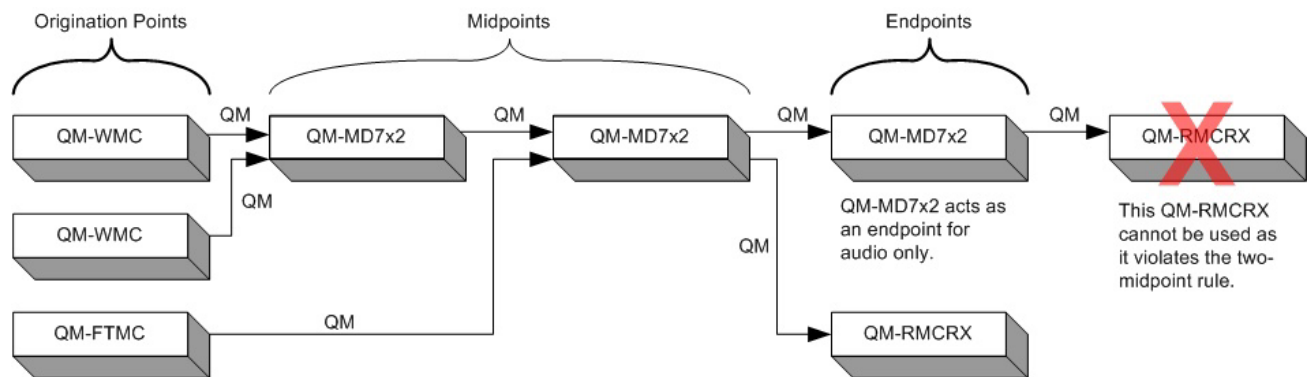 Origination Points
Midpoints
Endpoints
QM-WMC
QM
QM-MD7x2
QM
QM-MD7x2
QM
QM-MD7x2
QM
QM-RMCRX
X
QM
QM-WMC
QM-MD7x2 acts as
an endpoint for
audio only.
This QM-RMCRX
cannot be used as
it violates the two-
midpoint rule.
QM
QM-FTMC
QM
QM-RMCRX